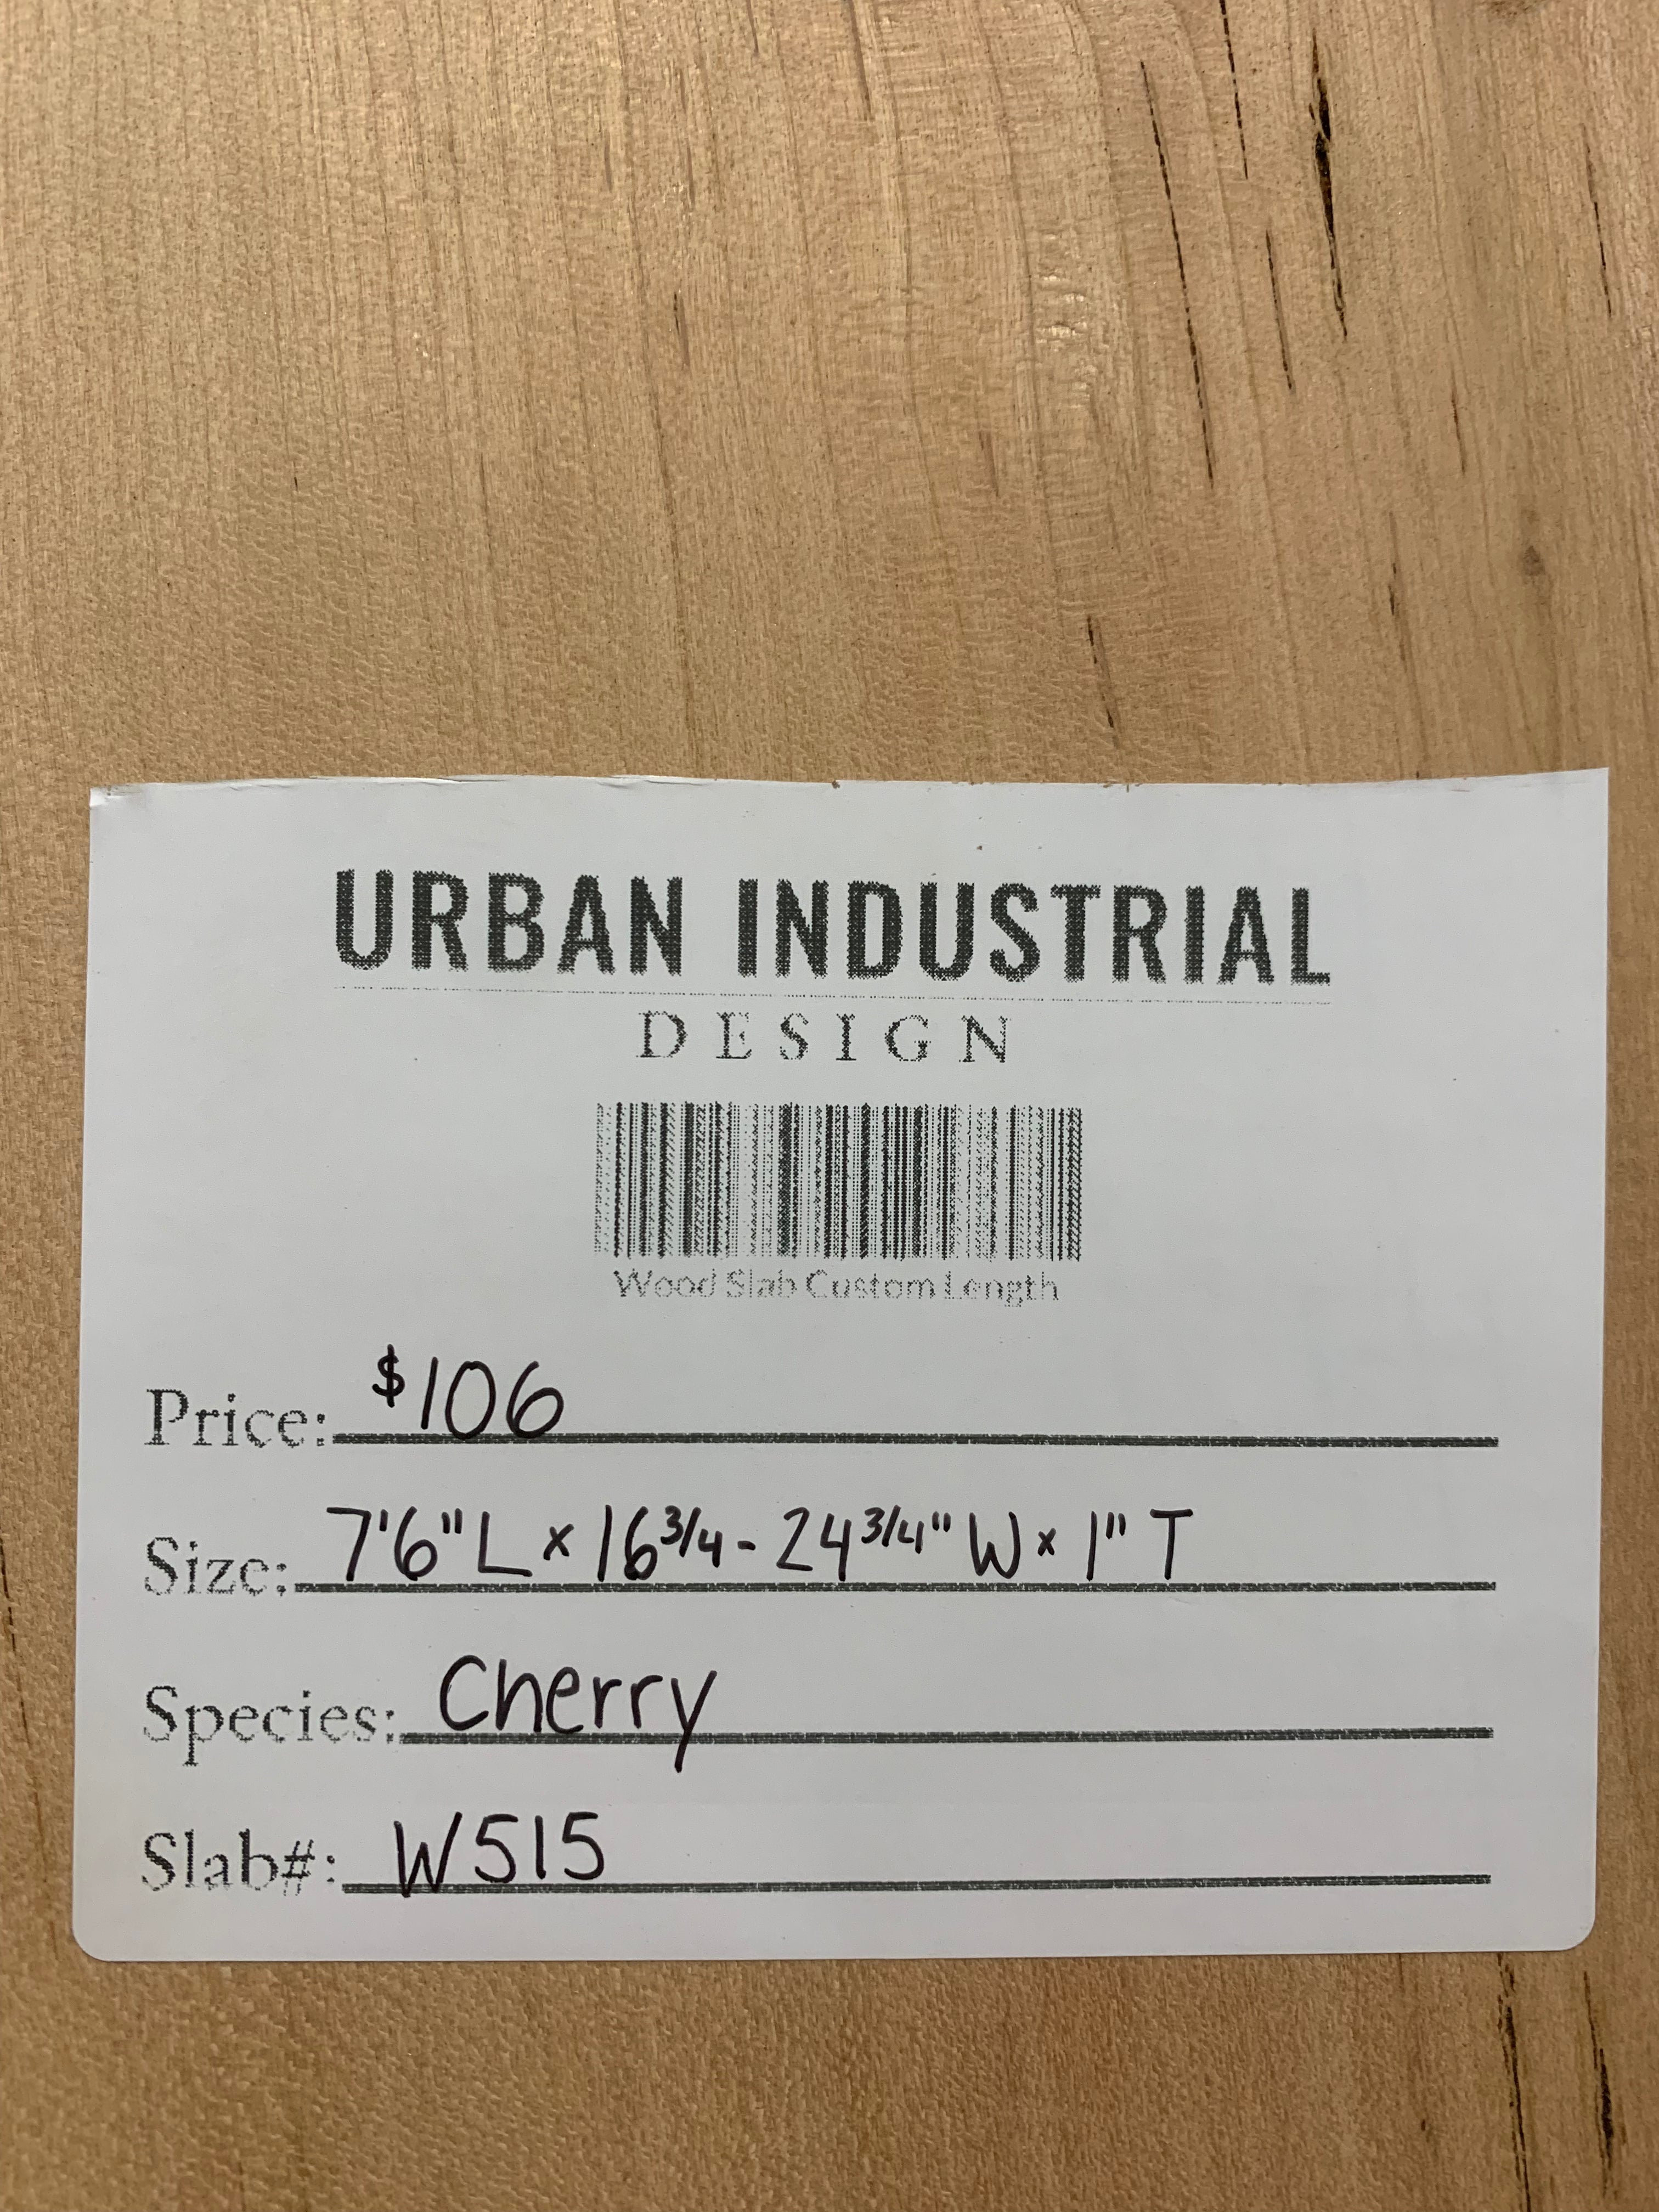 URBAN INDUSTRIAL
DESIGN
Wood Slab Custom Length
Price: $106
Size: 7'6" L x 16 3/4 - 24 3/4" W x 1" T
Species: Cherry
Slab#: W515